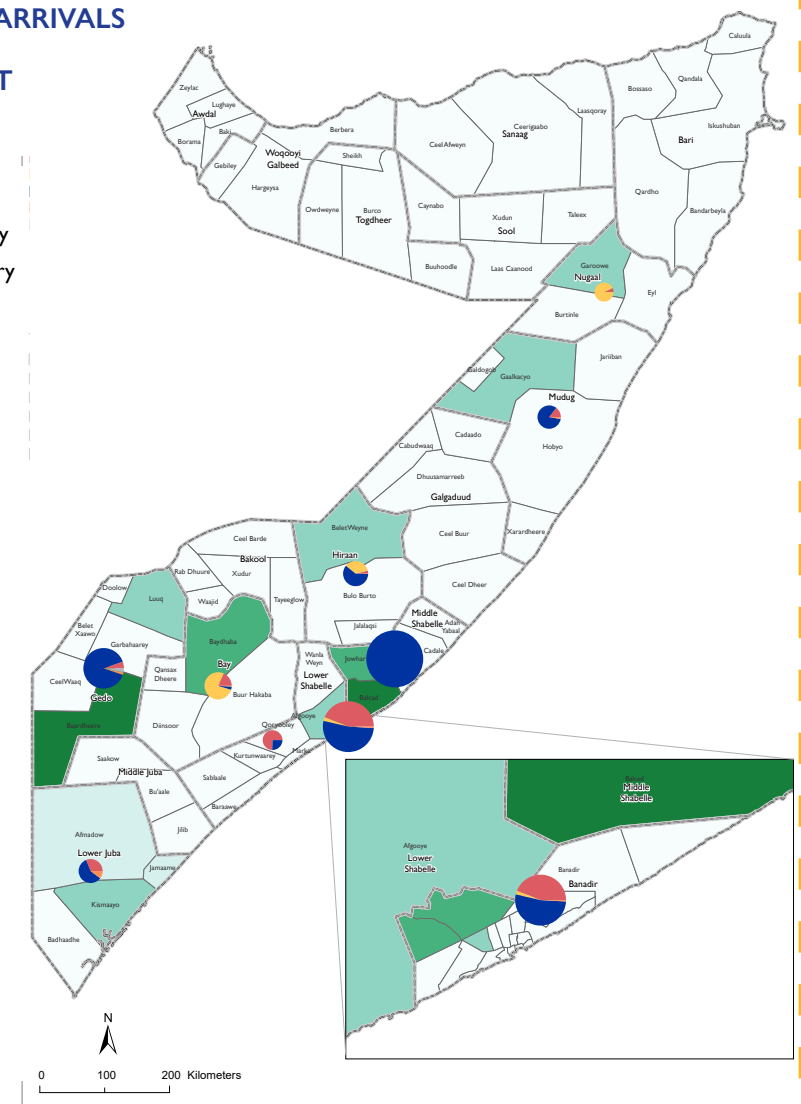 ARRIVALS
T
y
ry
Caluula
Qandala
Bossaso
Zeylac
Lughaye
Awdal
Laasqoray
Iskushuban
Ceerigaabo
Sanaag
Berbera
Baki
Borama
Bari
CeelAfweyn
Woqooyi
Galbeed
Sheikh
Gebiley
Hargeysa
Qardho
Caynabo
Owdweyne
Burco
Togdheer
Xudun
Taleex
Bandarbeyla
Sool
Buuhoodle
Laas Caanood
Garoowe
Nugaal
Eyl
Burtinle
Jariiban
Galdogob
Gaalkacyo
Mudug
Cadaado
Cabudwaaq
Hobyo
Dhuusamarreeb
Galgaduud
BeletWeyne
Ceel Buur
Xarardheere
Ceel Barde
Hiraan
Bakool
Rab Dhuure
Xudur
Ceel Dheer
Doolow
Bulo Burto
Luuq
Waajid
Tayeeglow
Middle
Shabelle
Adan
Yabaal
Belet
Xaawo
Jalalaqsi
Garbahaarey
Baydhaba
Cadale
Wanla
Weyn
Jowhar
Bay
Qansax
Dheere
Lower
Shabelle
CeelWaaq
Gedo
Buur Hakaba
Balcad
Baardheere
Afgooye
Diinsoor
Qoryooley
Marka
Kurtunwaarey
Saakow
Middle Juba
Sablaale
Bu'aale
Baraawe
Jilib
Afmadow
Lower Juba
Jamaame
Kismaayo
Badhaadhe
Balcad
Middle
Shabelle
Afgooye
Lower
Shabelle
Banadir
Banadir
N
0 100 200 Kilometers